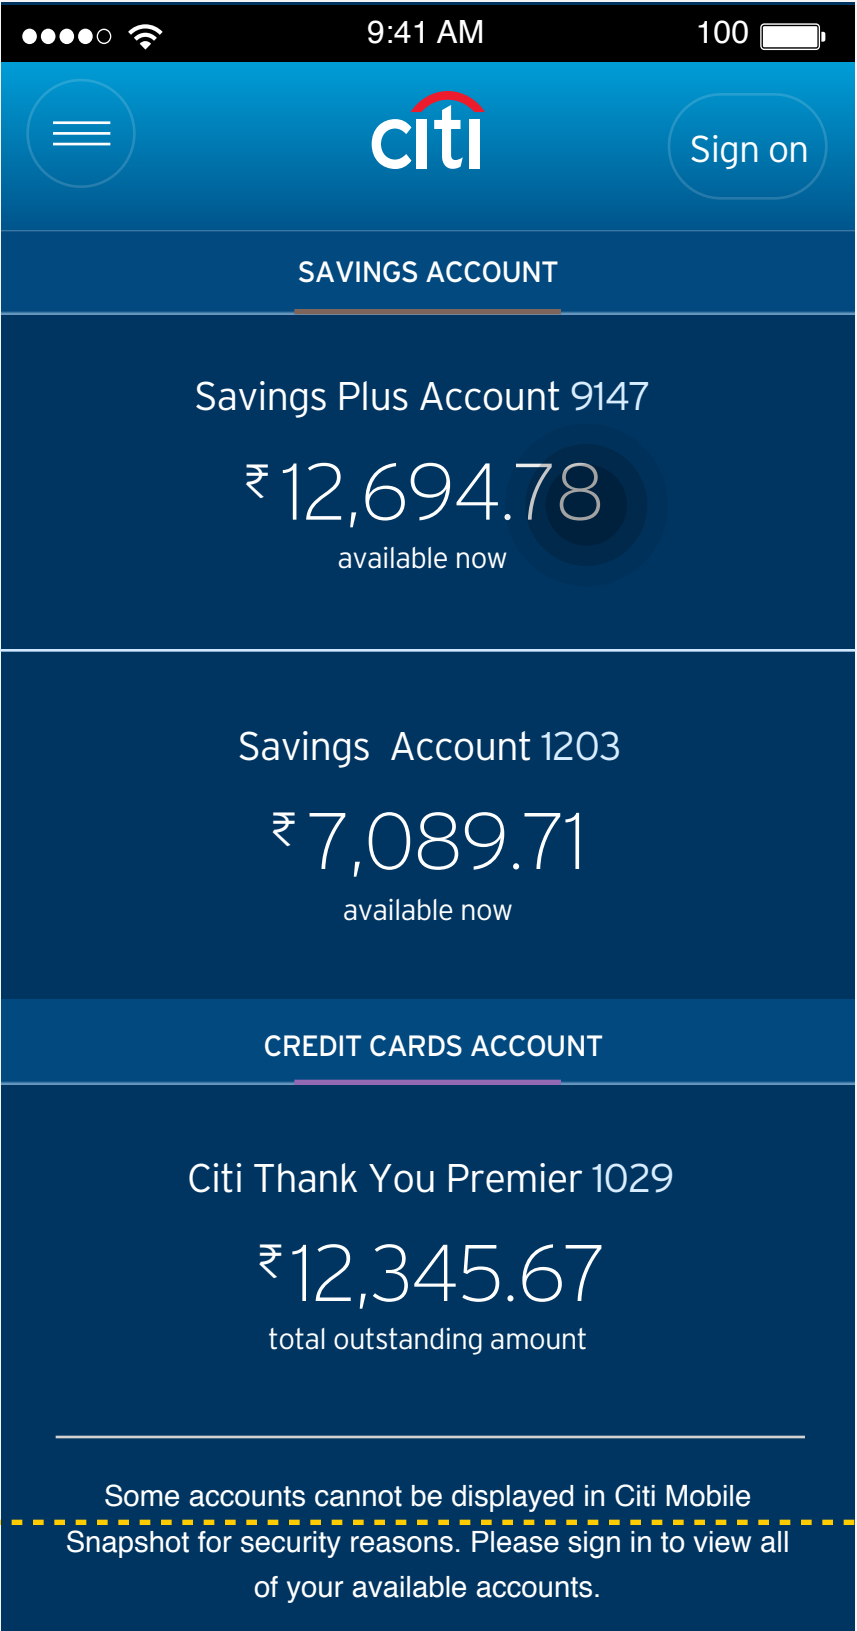 9:41 AM 100
citi
Sign on
SAVINGS ACCOUNT
Savings Plus Account 9147
₹12,694.78
available now
Savings  Account 1203
₹7,089.71
available now
CREDIT CARDS ACCOUNT
Citi Thank You Premier 1029
₹12,345.67
total outstanding amount
Some accounts cannot be displayed in Citi Mobile
Snapshot for security reasons. Please sign in to view all
of your available accounts.